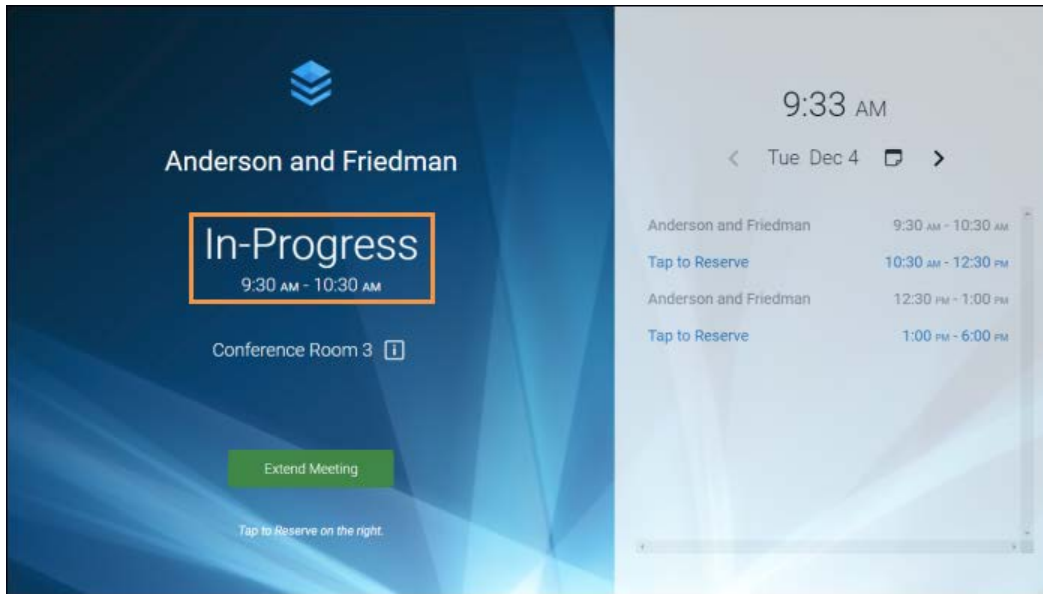 Anderson and Friedman
In-Progress
9:30 AM - 10:30 AM
Conference Room 3
Extend Meeting
Tap to Reserve on the right.
9:33 AM
Tue Dec 4
Anderson and Friedman 9:30 AM - 10:30 AM
Tap to Reserve 10:30 AM - 12:30 PM
Anderson and Friedman 12:30 PM - 1:00 PM
Tap to Reserve 1:00 PM - 6:00 PM